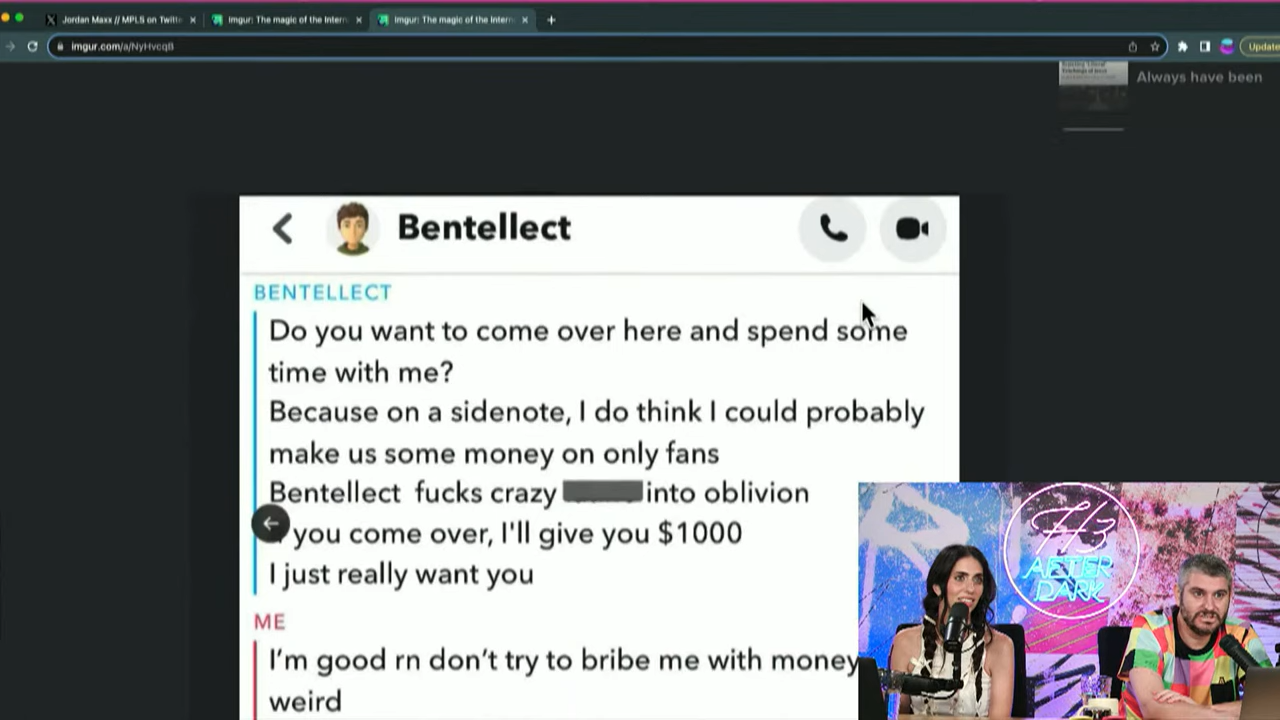 Jordan Maxx // MPLS on Twitte
Imgur: The magic of the Intern
Imgur: The magic of the Intern
imgur.com/a/NyHvcqB
Update
Always have been
Bentellect
BENTELLECT
Do you want to come over here and spend some
time with me?
Because on a sidenote, I do think I could probably
make us some money on only fans
Bentellect fucks crazy into oblivion
you come over, I'll give you $1000
I just really want you
ME
I'm good rn don't try to bribe me with money
weird
H3
AFTER
DARK